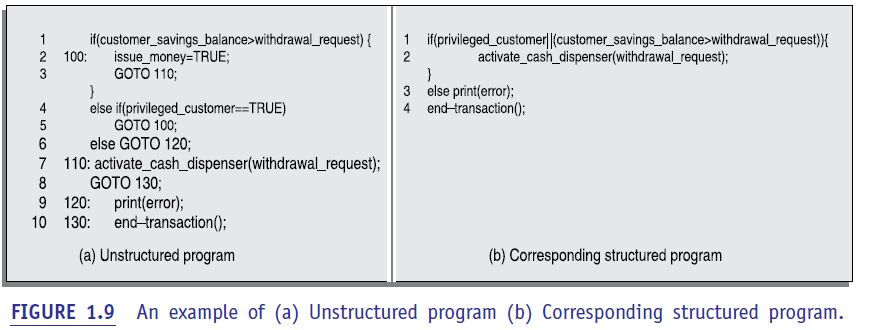 1 if(customer_savings_balance>withdrawal_request) {
2 100: issue_money=TRUE;
3 GOTO 110;
}
4 else if(privileged_customer==TRUE)
5 GOTO 100;
6 else GOTO 120;
7 110: activate_cash_dispenser(withdrawal_request);
8 GOTO 130;
9 120: print(error);
10 130: end–transaction();
(a) Unstructured program
1 if(privileged_customer||(customer_savings_balance>withdrawal_request)){
2 activate_cash_dispenser(withdrawal_request);
}
3 else print(error);
4 end–transaction();
(b) Corresponding structured program
FIGURE 1.9 An example of (a) Unstructured program (b) Corresponding structured program.